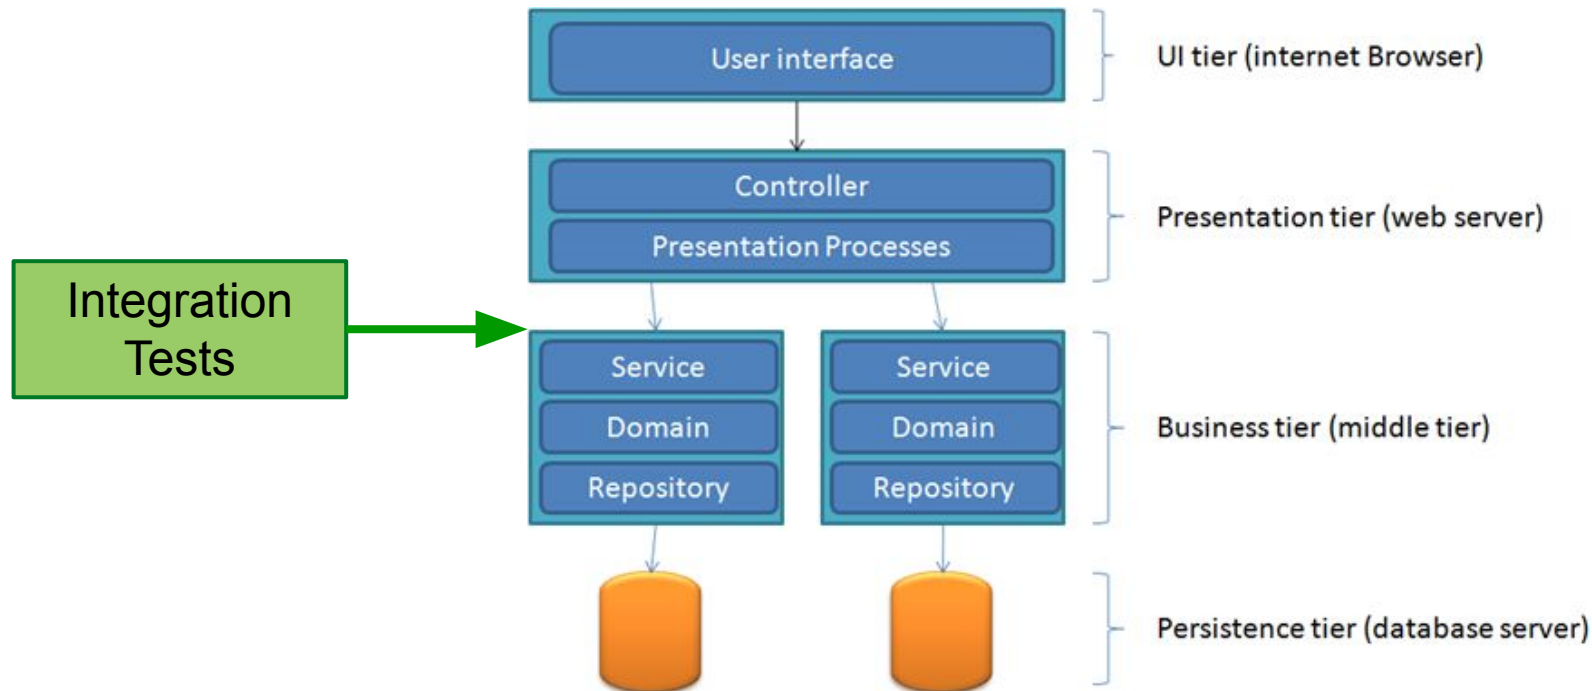 User interface
UI tier (internet Browser)
Controller
Presentation Processes
Presentation tier (web server)
Integration
Tests
Service
Domain
Repository
Service
Domain
Repository
Business tier (middle tier)
Persistence tier (database server)